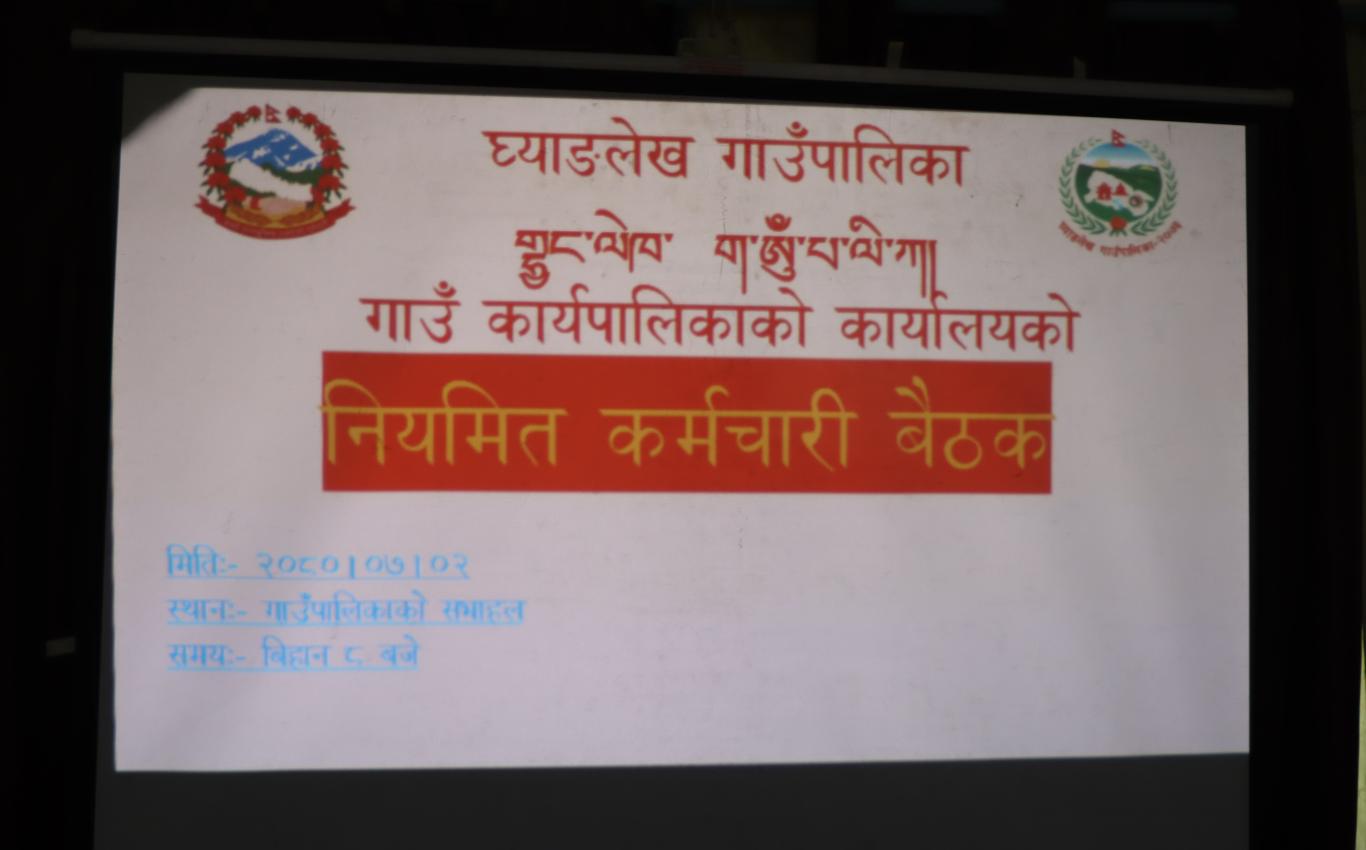 घ्याङलेख गाउँपालिका
གྷྱང་ལེཁ་ གཱ་ཨུྃ་པཱ་ལི་ཀཱ།
गाउँ कार्यपालिकाको कार्यालयको
नियमित कर्मचारी बैठक
मितिः- २०८०|०७|०२
स्थानः- गाउँपालिकाको सभाहल
समयः- बिहान ८ बजे